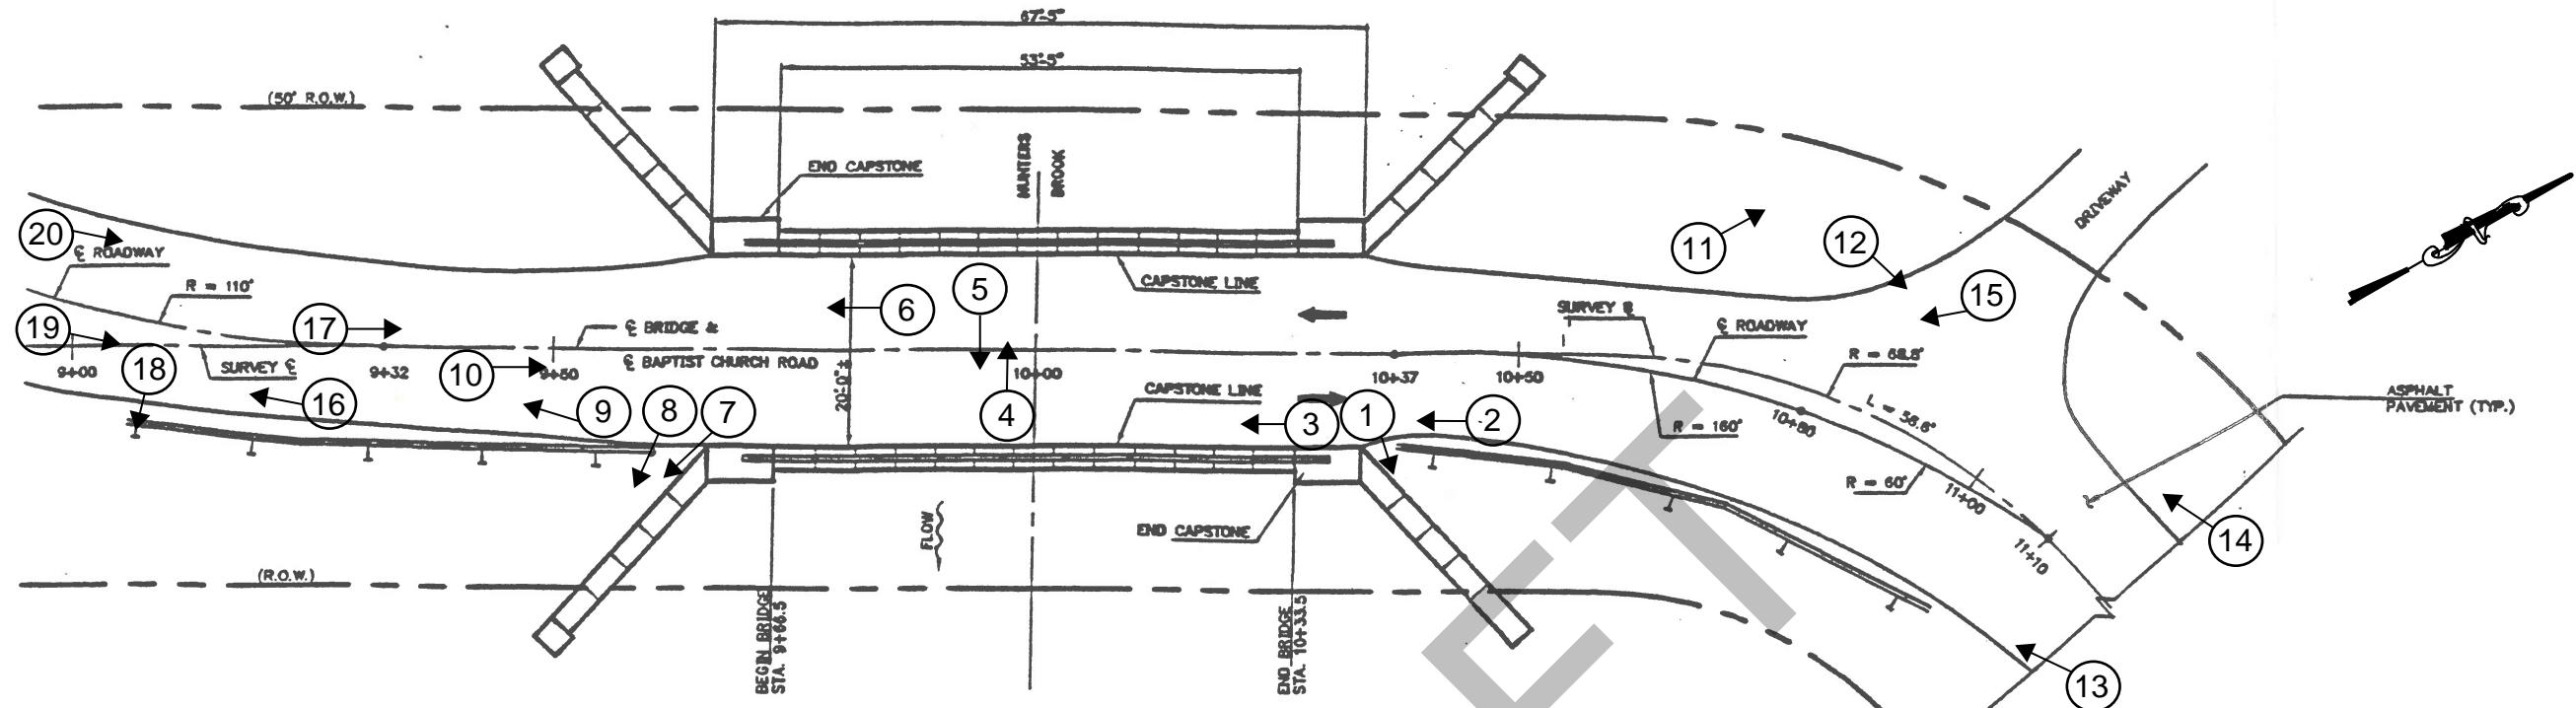 67'-5"
53'-5"
(50' R.O.W.)
END CAPSTONE
HUNTERS
BROOK
DRIVEWAY
20
11
12
℄ ROADWAY
R = 110'
5
6
CAPSTONE LINE
15
19
17
℄ BRIDGE &
℄ BAPTIST CHURCH ROAD
SURVEY ℄
℄ ROADWAY
R = 68.8'
18
9+00
SURVEY ℄
9+32
10
9+50
10+00
10+37
10+50
L = 56.6'
ASPHALT
PAVEMENT (TYP.)
16
9
8
7
20'-0"±
4
CAPSTONE LINE
3
1
2
R = 160'
10+80
R = 60'
11+00
11+10
14
FLOW
END CAPSTONE
(R.O.W.)
BEGIN BRIDGE
STA. 9+66.5
END BRIDGE
STA. 10+33.5
13